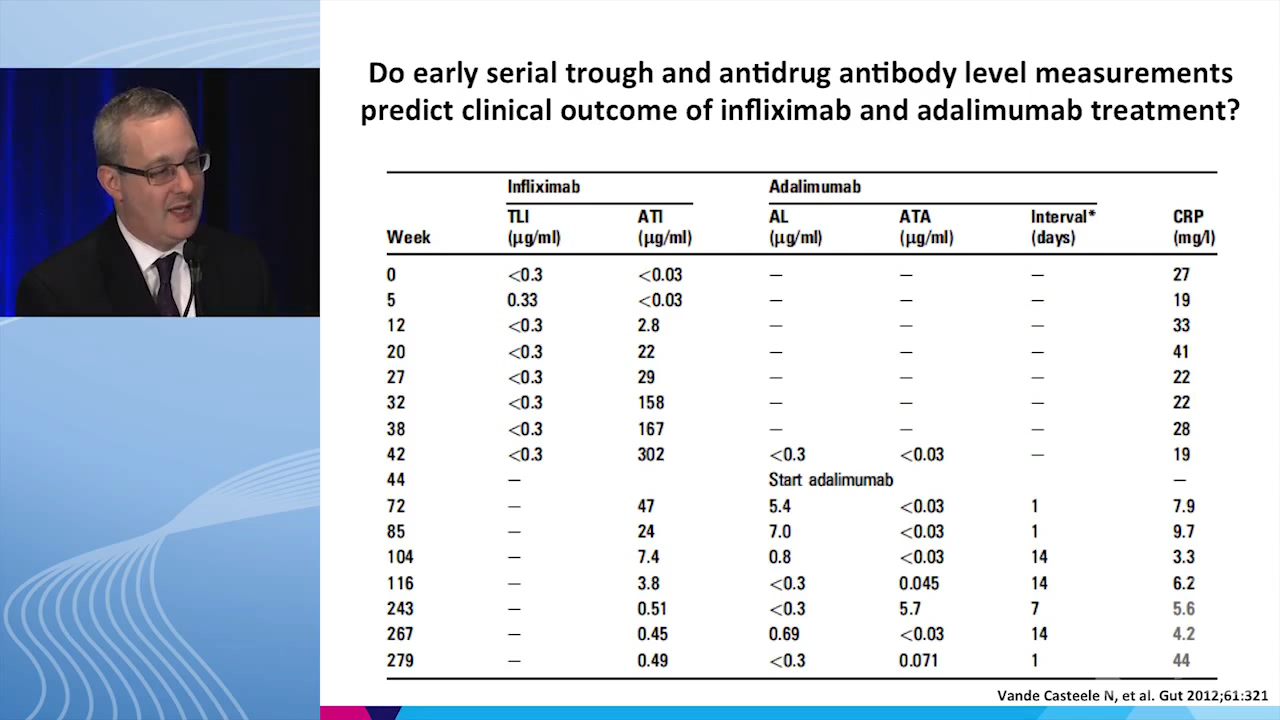 Do early serial trough and antidrug antibody level measurements
predict clinical outcome of infliximab and adalimumab treatment?
Infliximab Adalimumab
TLI ATI AL ATA Interval* CRP
Week (µg/ml) (µg/ml) (µg/ml) (µg/ml) (days) (mg/l)
0 <0.3 <0.03 — — — 27
5 0.33 <0.03 — — — 19
12 <0.3 2.8 — — — 33
20 <0.3 22 — — — 41
27 <0.3 29 — — — 22
32 <0.3 158 — — — 22
38 <0.3 167 — — — 28
42 <0.3 302 <0.3 <0.03 — 19
44 — Start adalimumab —
72 — 47 5.4 <0.03 1 7.9
85 — 24 7.0 <0.03 1 9.7
104 — 7.4 0.8 <0.03 14 3.3
116 — 3.8 <0.3 0.045 14 6.2
243 — 0.51 <0.3 5.7 7 5.6
267 — 0.45 0.69 <0.03 14 4.2
279 — 0.49 <0.3 0.071 1 44
Vande Casteele N, et al. Gut 2012;61:321